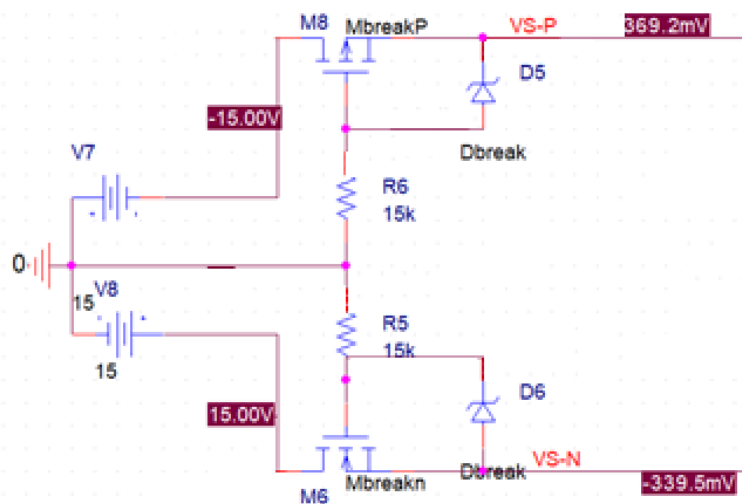 M8
MbreakP
VS-P
369.2mV
D5
-15.00V
V7
Dbreak
R6
15k
0
V8
15
R5
15k
15
D6
15.00V
VS-N
Dbreak
Mbreakn
-339.5mV
M6